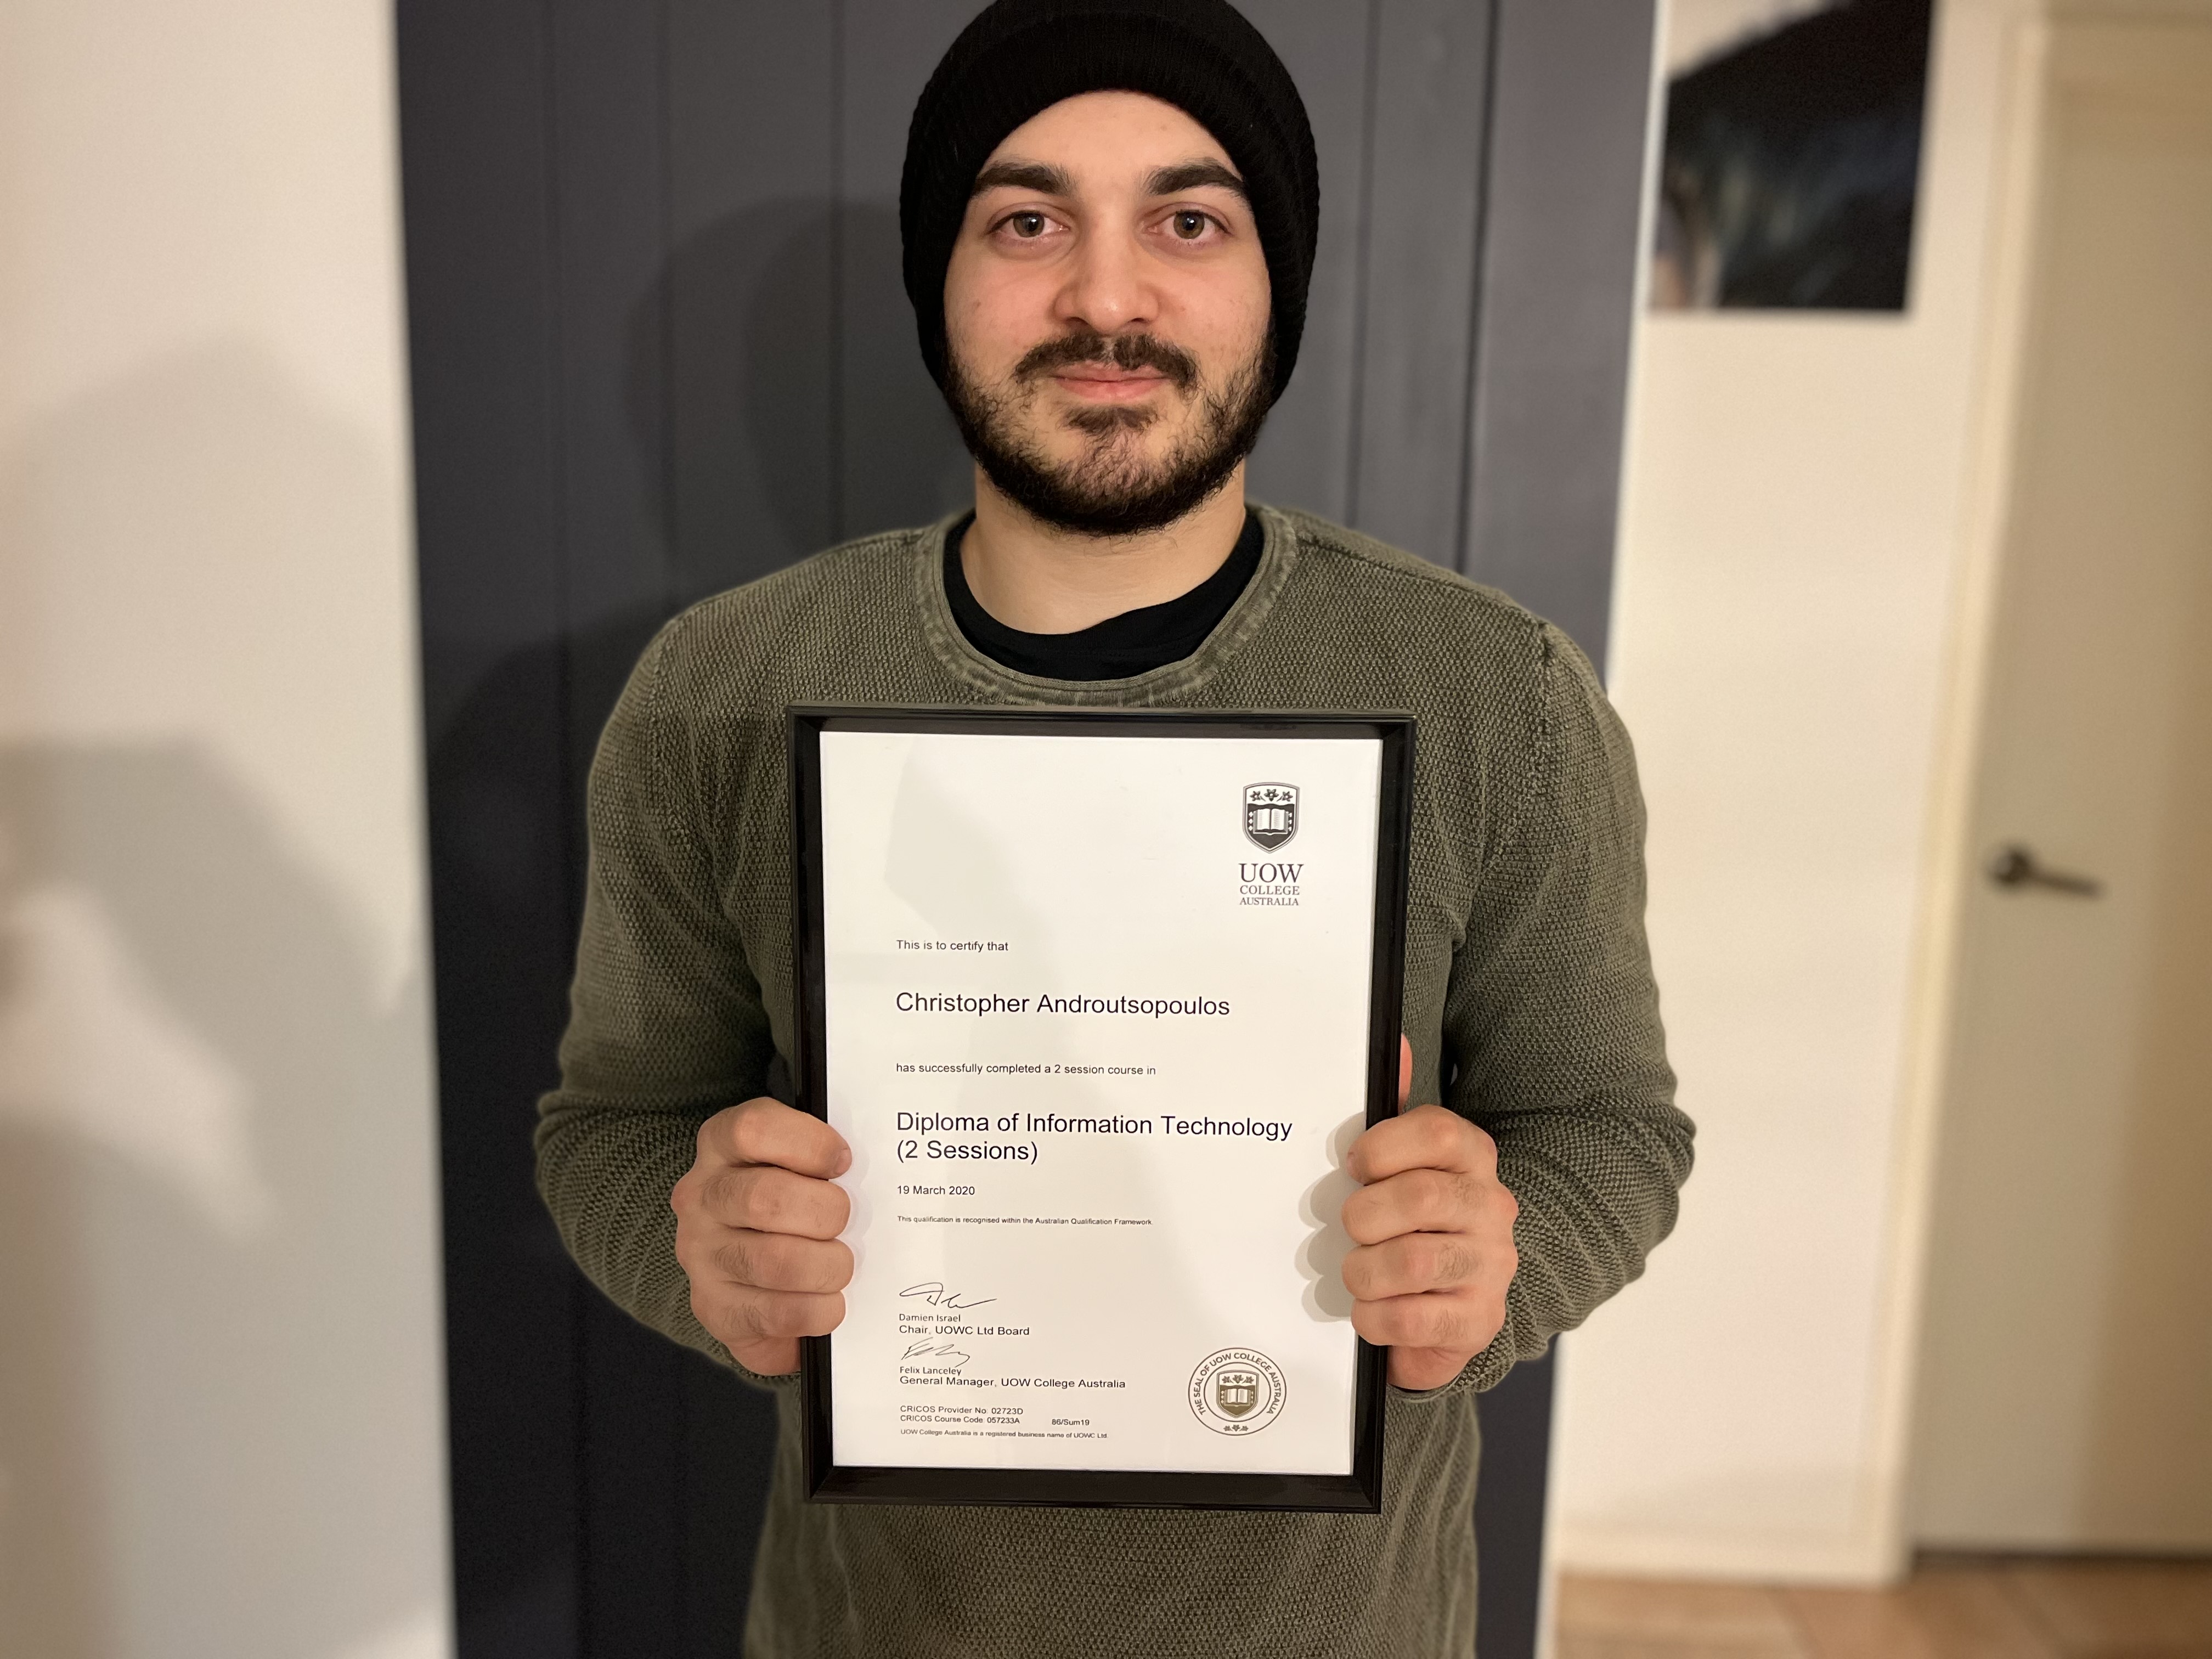 UOW
COLLEGE
AUSTRALIA
This is to certify that
Christopher Androutsopoulos
has successfully completed a 2 session course in
Diploma of Information Technology
(2 Sessions)
19 March 2020
This qualification is recognised within the Australian Qualification Framework.
Damien Israel
Chair, UOWC Ltd Board
Felix Lanceley
General Manager, UOW College Australia
CRICOS Provider No: 02723D
CRICOS Course Code: 057233A 86/Sum19
UOW College Australia is a registered business name of UOWC Ltd.
THE SEAL OF UOW COLLEGE AUSTRALIA